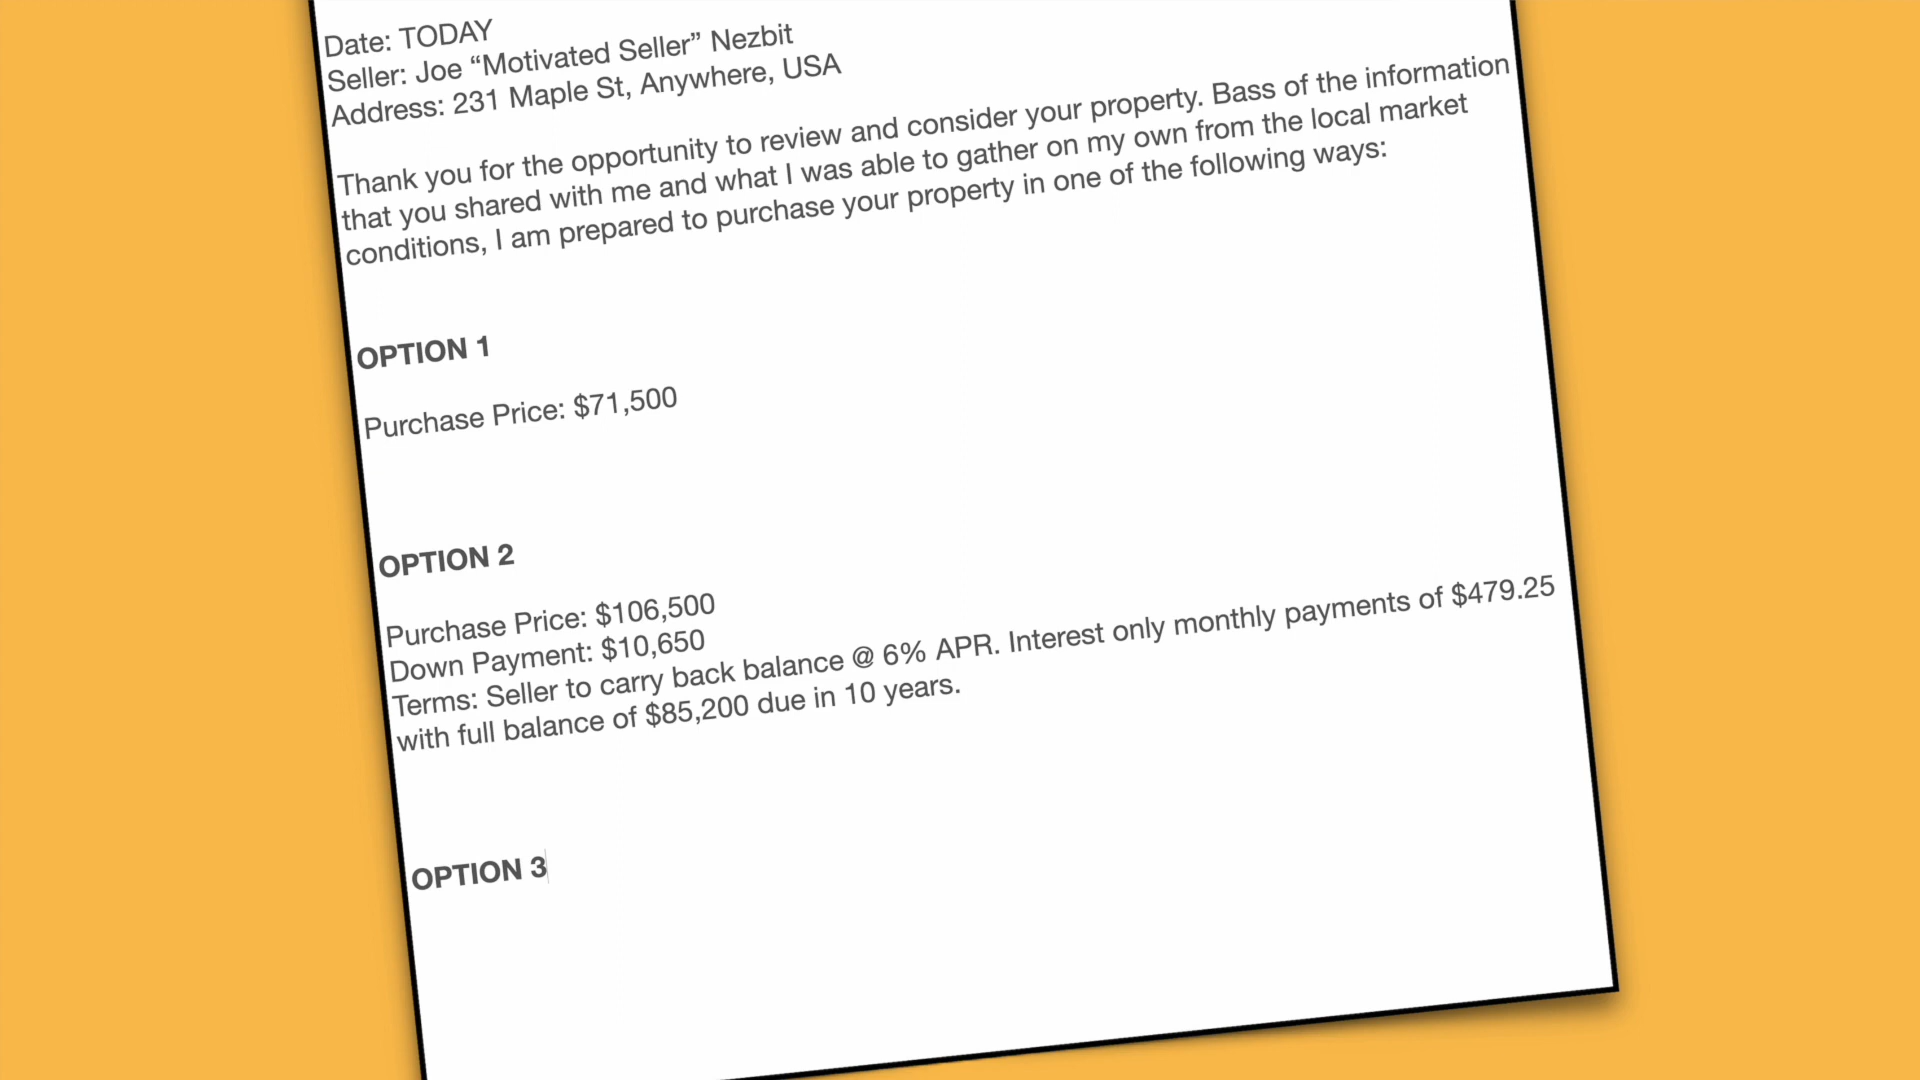 Date: TODAY
Seller: Joe “Motivated Seller” Nezbit
Address: 231 Maple St, Anywhere, USA
Thank you for the opportunity to review and consider your property. Bass of the information
that you shared with me and what I was able to gather on my own from the local market
conditions, I am prepared to purchase your property in one of the following ways:
OPTION 1
Purchase Price: $71,500
OPTION 2
Purchase Price: $106,500
Down Payment: $10,650
Terms: Seller to carry back balance @ 6% APR. Interest only monthly payments of $479.25
with full balance of $85,200 due in 10 years.
OPTION 3